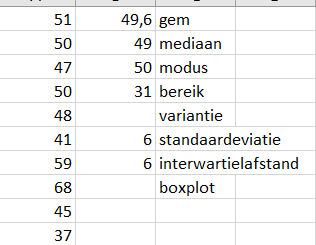 51 49,6 gem
50 49 mediaan
47 50 modus
50 31 bereik
48 variantie
41 6 standaardeviatie
59 6 interwartielafstand
68 boxplot
45
37